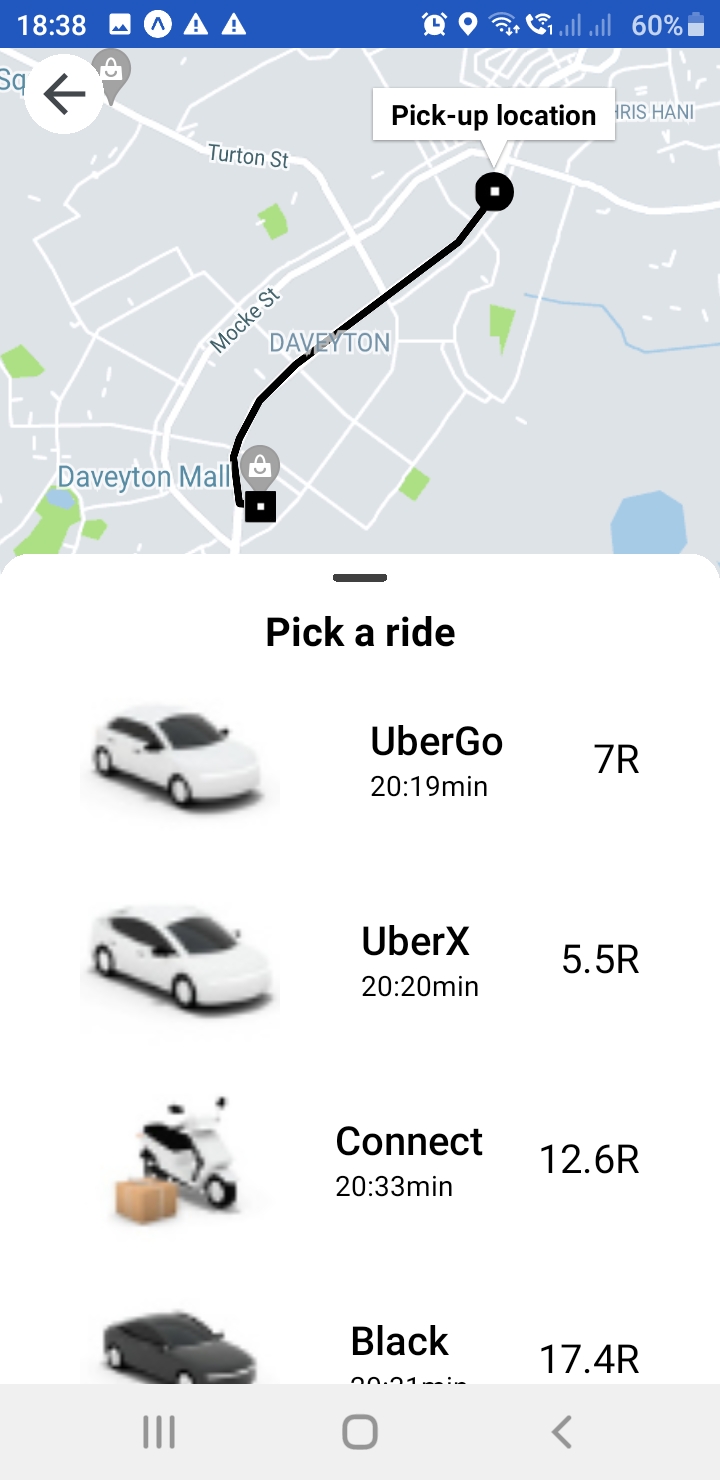 18:38
60%
Sq
Pick-up location
HRIS HANI
Turton St
Mocke St
DAVEYTON
Daveyton Mall
Pick a ride
UberGo
7R
20:19min
UberX
5.5R
20:20min
Connect
12.6R
20:33min
Black
17.4R